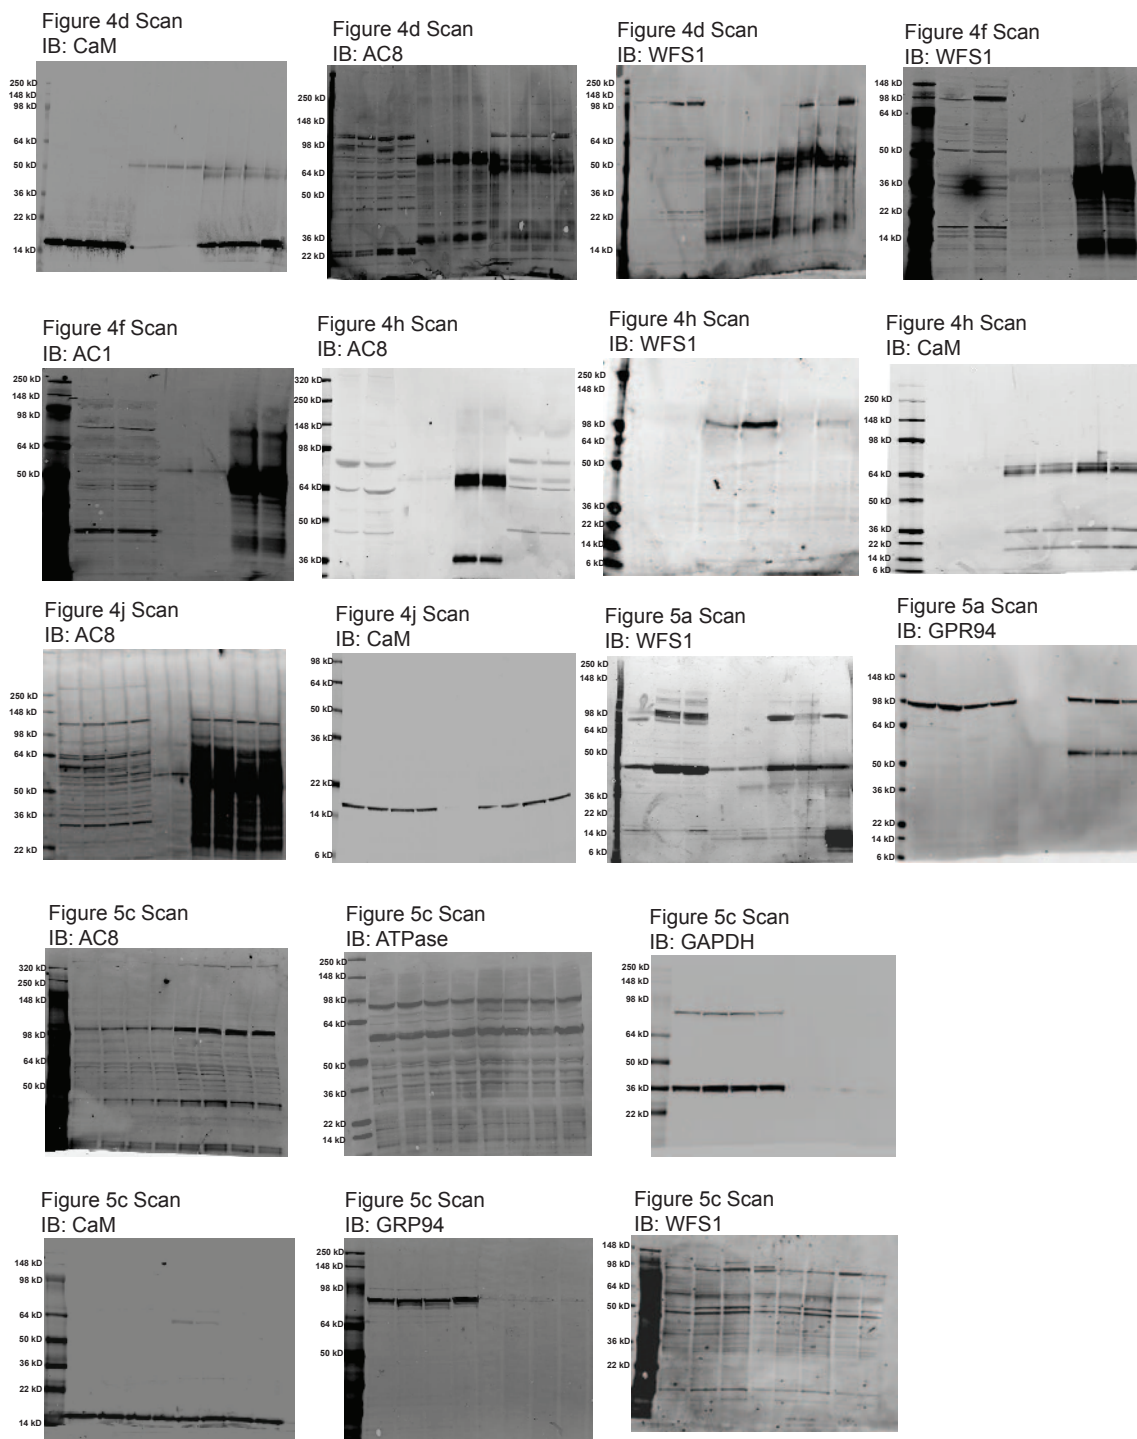 Figure 4d Scan
IB: CaM
250 kD
148 kD
98 kD
64 kD
50 kD
36 kD
22 kD
14 kD
Figure 4d Scan
IB: AC8
250 kD
148 kD
98 kD
64 kD
50 kD
36 kD
22 kD
Figure 4d Scan
IB: WFS1
250 kD
148 kD
98 kD
64 kD
50 kD
36 kD
22 kD
14 kD
Figure 4f Scan
IB: WFS1
148 kD
98 kD
64 kD
50 kD
36 kD
22 kD
14 kD
Figure 4f Scan
IB: AC1
250 kD
148 kD
98 kD
64 kD
50 kD
Figure 4h Scan
IB: AC8
320 kD
250 kD
148 kD
98 kD
64 kD
50 kD
36 kD
Figure 4h Scan
IB: WFS1
250 kD
148 kD
98 kD
64 kD
50 kD
36 kD
22 kD
14 kD
6 kD
Figure 4h Scan
IB: CaM
250 kD
148 kD
98 kD
64 kD
50 kD
36 kD
22 kD
14 kD
6 kD
Figure 4j Scan
IB: AC8
250 kD
148 kD
98 kD
64 kD
50 kD
36 kD
22 kD
Figure 4j Scan
IB: CaM
98 kD
64 kD
50 kD
36 kD
22 kD
14 kD
6 kD
Figure 5a Scan
IB: WFS1
250 kD
148 kD
98 kD
64 kD
50 kD
36 kD
22 kD
14 kD
6 kD
Figure 5a Scan
IB: GPR94
148 kD
98 kD
64 kD
50 kD
36 kD
22 kD
14 kD
6 kD
Figure 5c Scan
IB: AC8
320 kD
250 kD
148 kD
98 kD
64 kD
50 kD
Figure 5c Scan
IB: ATPase
250 kD
148 kD
98 kD
64 kD
50 kD
36 kD
22 kD
14 kD
Figure 5c Scan
IB: GAPDH
250 kD
148 kD
98 kD
64 kD
50 kD
36 kD
22 kD
Figure 5c Scan
IB: CaM
148 kD
98 kD
64 kD
50 kD
36 kD
22 kD
14 kD
Figure 5c Scan
IB: GRP94
250 kD
148 kD
98 kD
64 kD
50 kD
Figure 5c Scan
IB: WFS1
148 kD
98 kD
64 kD
50 kD
36 kD
22 kD